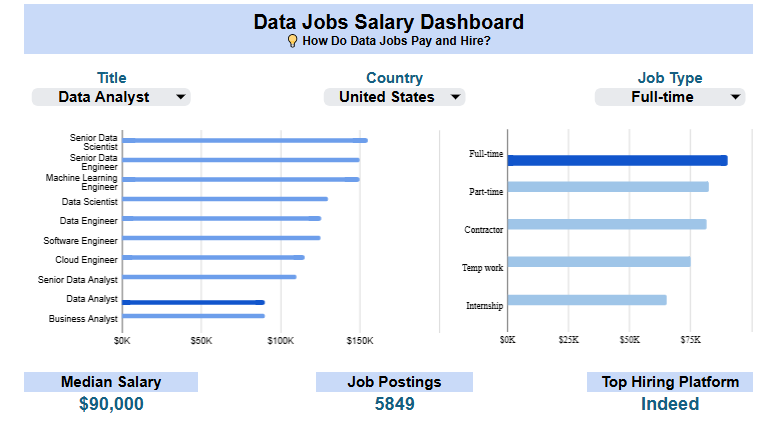 Data Jobs Salary Dashboard
💡 How Do Data Jobs Pay and Hire?
Title
Data Analyst
Country
United States
Job Type
Full-time
Senior Data
Scientist
Senior Data
Engineer
Machine Learning
Engineer
Data Scientist
Data Engineer
Software Engineer
Cloud Engineer
Senior Data Analyst
Data Analyst
Business Analyst
$0K
$50K
$100K
$150K
Full-time
Part-time
Contractor
Temp work
Internship
$0K
$25K
$50K
$75K
Median Salary
$90,000
Job Postings
5849
Top Hiring Platform
Indeed